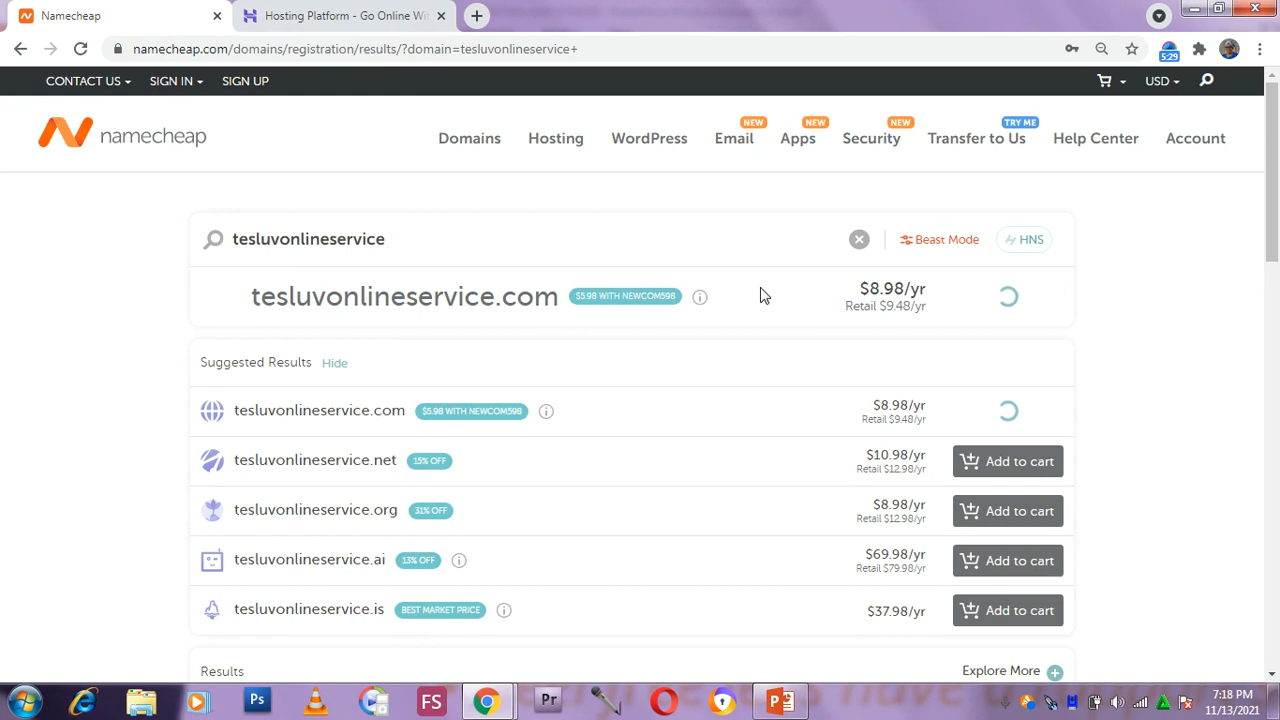 Namecheap
Hosting Platform - Go Online Wi
namecheap.com/domains/registration/results/?domain=tesluvonlineservice+
5:29
CONTACT US SIGN IN SIGN UP
USD
namecheap
Domains Hosting WordPress Email NEW Apps NEW Security NEW Transfer to Us TRY ME Help Center Account
tesluvonlineservice Beast Mode HNS
tesluvonlineservice.com $5.98 WITH NEWCOM598 $8.98/yr
Retail $9.48/yr
Suggested Results Hide
tesluvonlineservice.com $5.98 WITH NEWCOM598 $8.98/yr
Retail $9.48/yr
tesluvonlineservice.net 15% OFF $10.98/yr Add to cart
Retail $12.98/yr
tesluvonlineservice.org 31% OFF $8.98/yr Add to cart
Retail $12.98/yr
tesluvonlineservice.ai 13% OFF $69.98/yr Add to cart
Retail $79.98/yr
tesluvonlineservice.is BEST MARKET PRICE $37.98/yr Add to cart
Results Explore More
Ps FS Pr
7:18 PM
11/13/2021